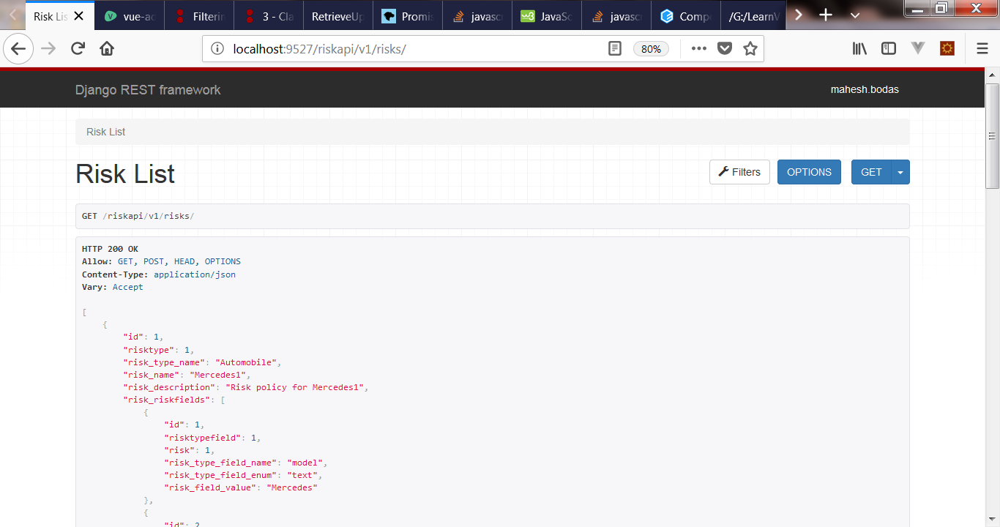 Risk Lis
vue-ac
Filterin
3 - Cla
RetrieveUp
Promis
javasc
JavaSc
javasc
Comp
/G:/LearnV
localhost:9527/riskapi/v1/risks/
80%
Django REST framework
mahesh.bodas
Risk List
Risk List
Filters
OPTIONS
GET
GET /riskapi/v1/risks/
HTTP 200 OK
Allow: GET, POST, HEAD, OPTIONS
Content-Type: application/json
Vary: Accept
[
{
"id": 1,
"risktype": 1,
"risk_type_name": "Automobile",
"risk_name": "Mercedes1",
"risk_description": "Risk policy for Mercedes1",
"risk_riskfields": [
{
"id": 1,
"risktypefield": 1,
"risk": 1,
"risk_type_field_name": "model",
"risk_type_field_enum": "text",
"risk_field_value": "Mercedes"
},
{
"id": 2